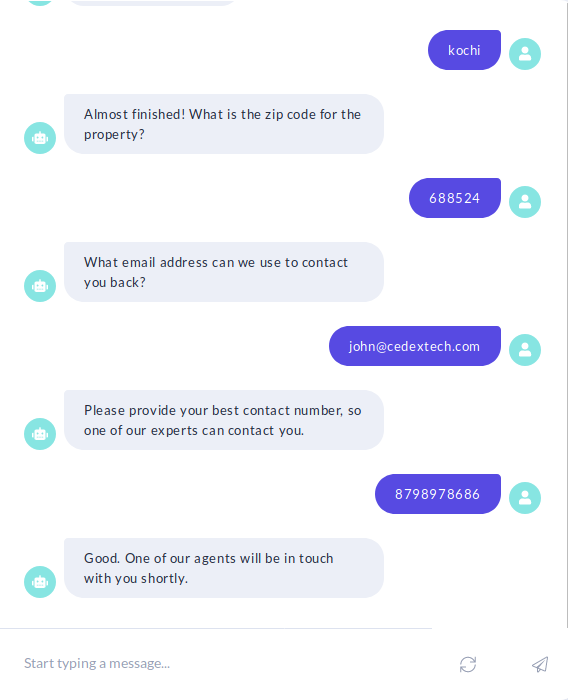 kochi
Almost finished! What is the zip code for the
property?
688524
What email address can we use to contact
you back?
john@cedextech.com
Please provide your best contact number, so
one of our experts can contact you.
8798978686
Good. One of our agents will be in touch
with you shortly.
Start typing a message...